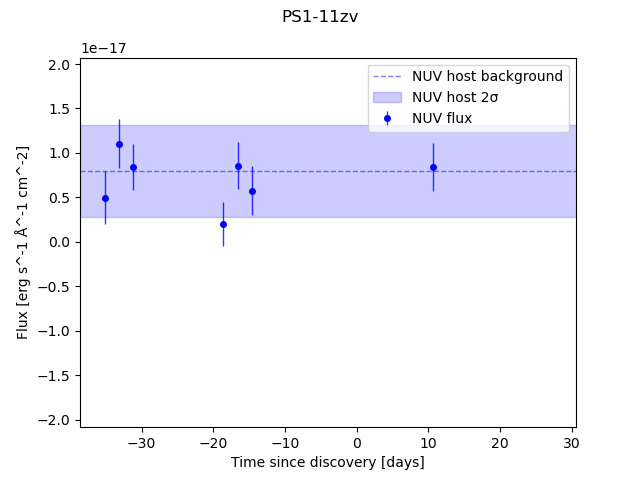 PS1-11zv
1e−17
NUV host background
NUV host 2σ
NUV flux
2.0
1.5
1.0
0.5
0.0
−0.5
−1.0
−1.5
−2.0
Flux [erg s^-1 Å^-1 cm^-2]
−30
−20
−10
0
10
20
30
Time since discovery [days]